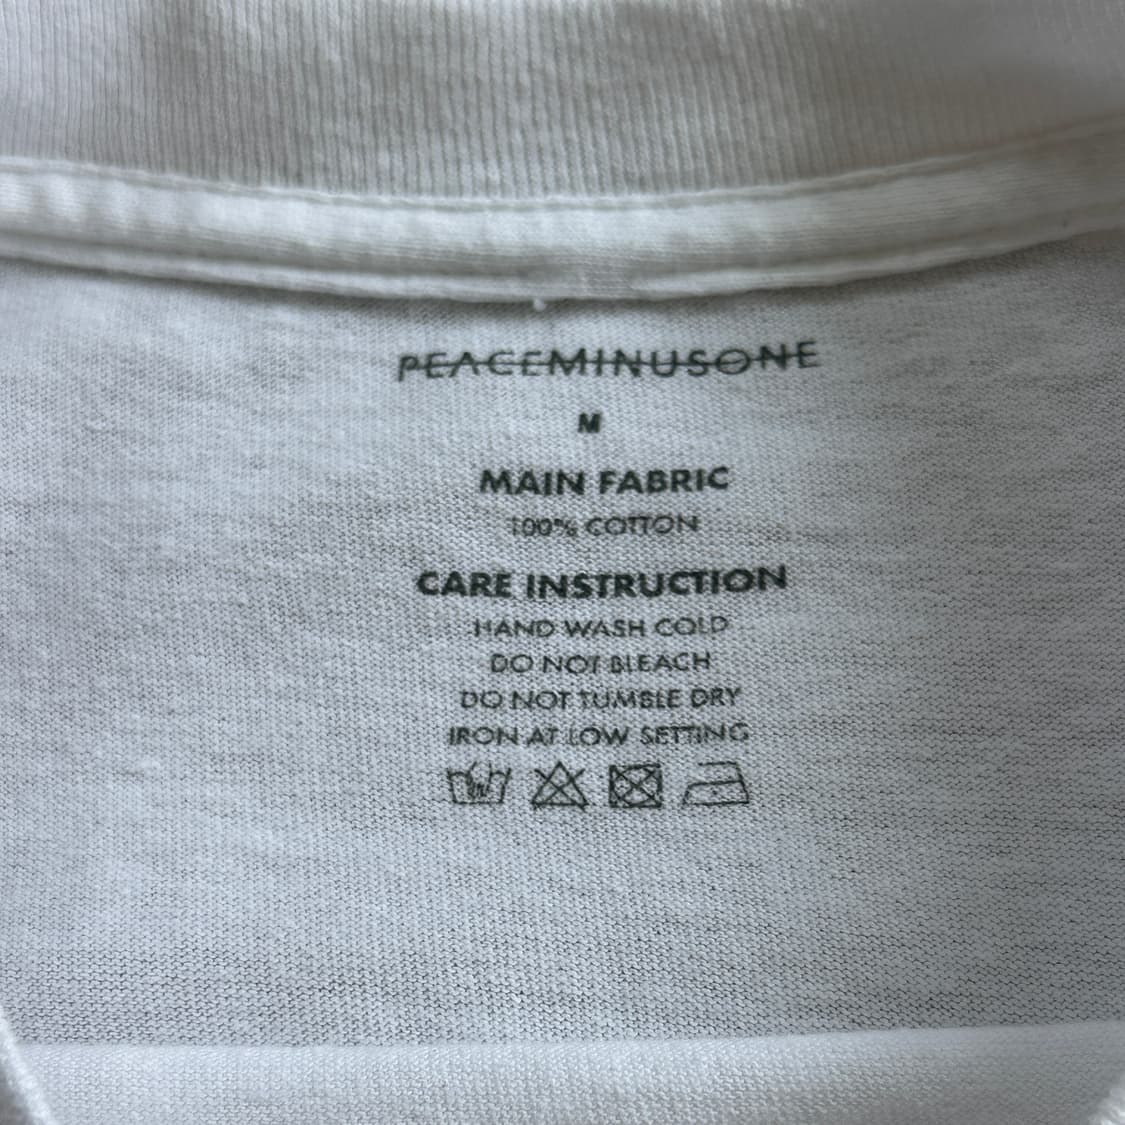 PEACEMINUSONE
M
MAIN FABRIC
100% COTTON
CARE INSTRUCTION
HAND WASH COLD
DO NOT BLEACH
DO NOT TUMBLE DRY
IRON AT LOW SETTING